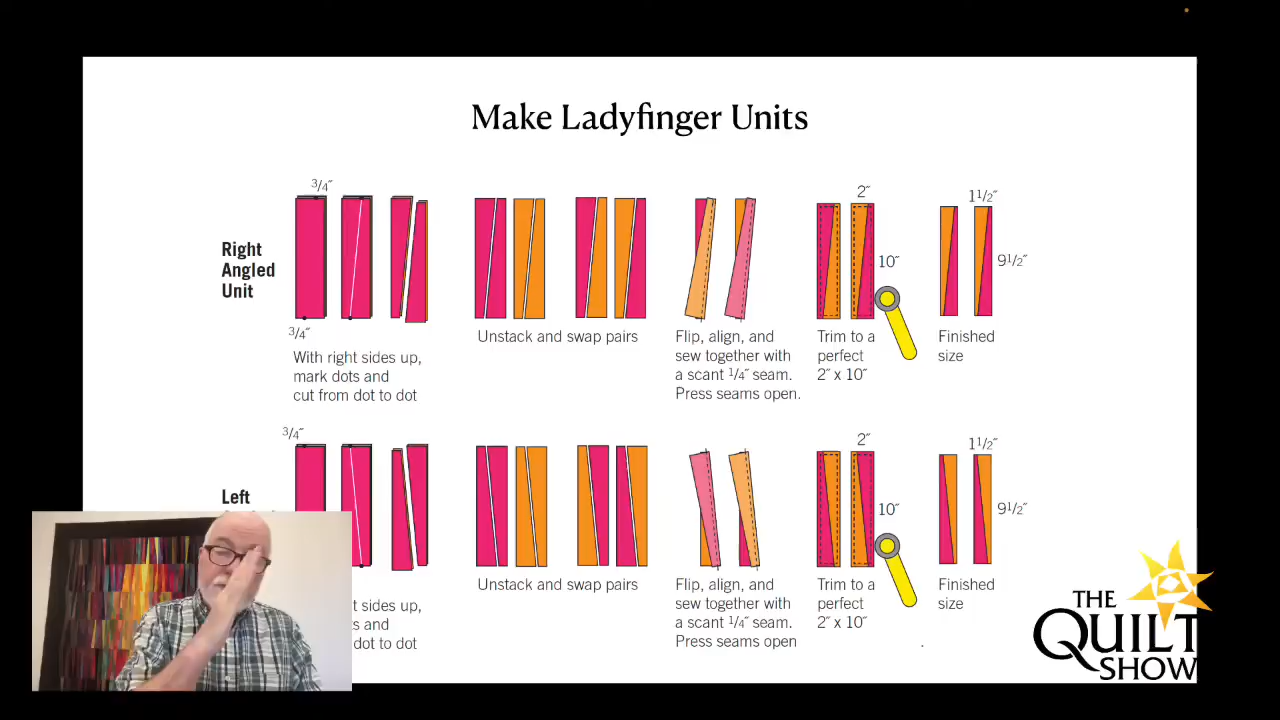 Make Ladyfinger Units
3/4″
2″
1 1/2″
Right
Angled
Unit
10″
9 1/2″
3/4″
With right sides up,
mark dots and
cut from dot to dot
Unstack and swap pairs
Flip, align, and
sew together with
a scant 1/4″ seam.
Press seams open.
Trim to a
perfect
2″ x 10″
Finished
size
3/4″
2″
1 1/2″
Left
10″
9 1/2″
t sides up,
s and
dot to dot
Unstack and swap pairs
Flip, align, and
sew together with
a scant 1/4″ seam.
Press seams open
Trim to a
perfect
2″ x 10″
Finished
size
THE
QUILT
SHOW